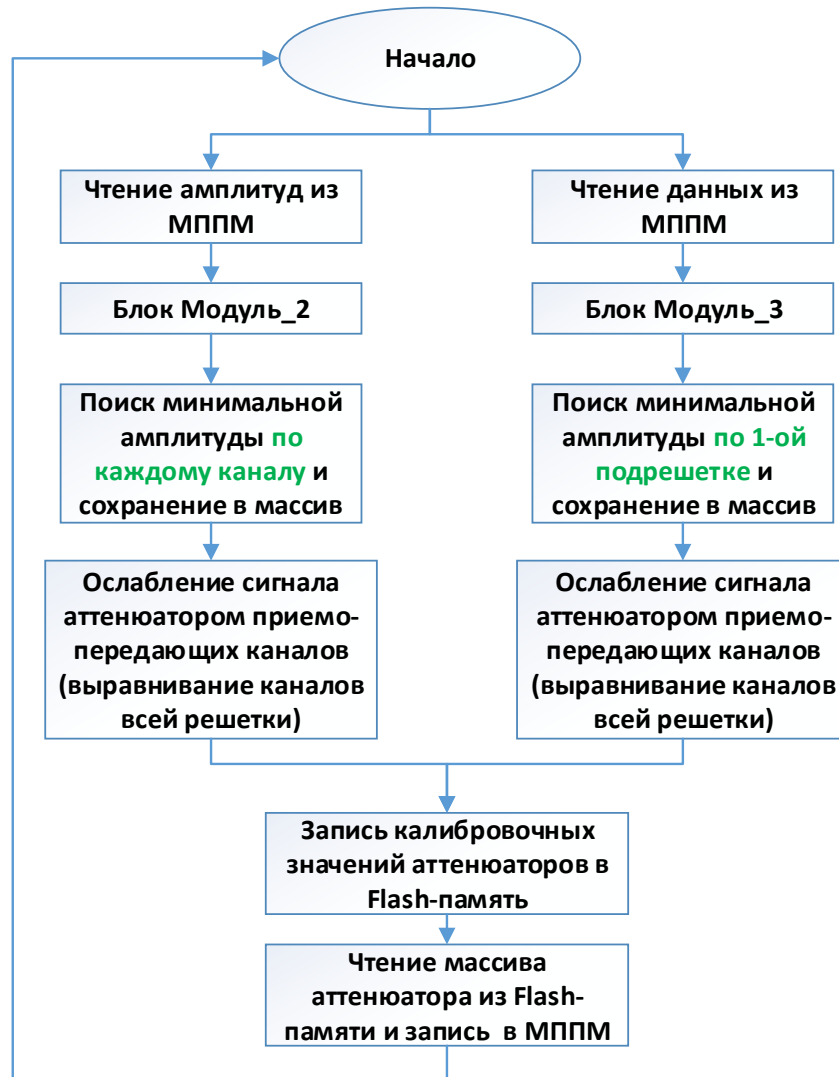 Начало
Чтение амплитуд из
МППМ
Блок Модуль_2
Поиск минимальной
амплитуды по
каждому каналу и
сохранение в массив
Ослабление сигнала
аттенюатором приемо-
передающих каналов
(выравнивание каналов
всей решетки)
Чтение данных из
МППМ
Блок Модуль_3
Поиск минимальной
амплитуды по 1-ой
подрешетке и
сохранение в массив
Ослабление сигнала
аттенюатором приемо-
передающих каналов
(выравнивание каналов
всей решетки)
Запись калибровочных
значений аттенюаторов в
Flash-память
Чтение массива
аттенюатора из Flash-
памяти и запись в МППМ